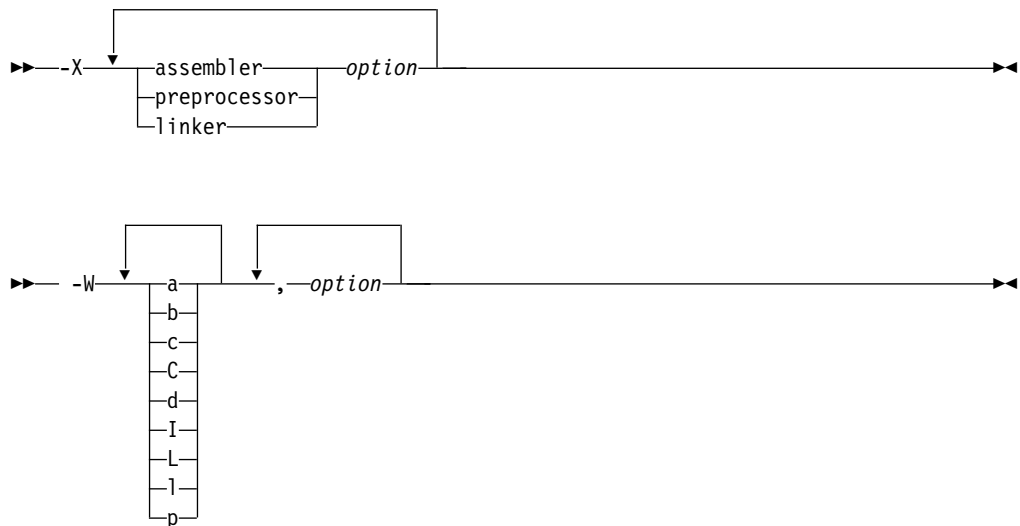 -X assembler option
preprocessor
linker
-W a , option
b
c
C
d
I
L
l
p